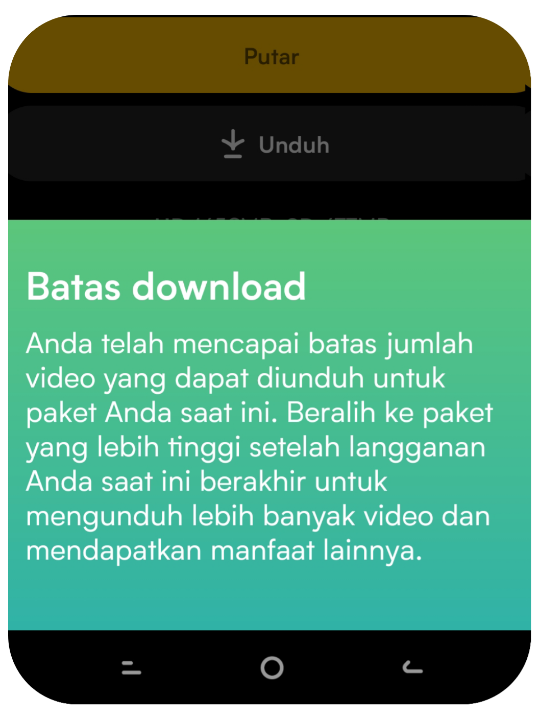 Putar
Unduh
Batas download
Anda telah mencapai batas jumlah
video yang dapat diunduh untuk
paket Anda saat ini. Beralih ke paket
yang lebih tinggi setelah langganan
Anda saat ini berakhir untuk
mengunduh lebih banyak video dan
mendapatkan manfaat lainnya.